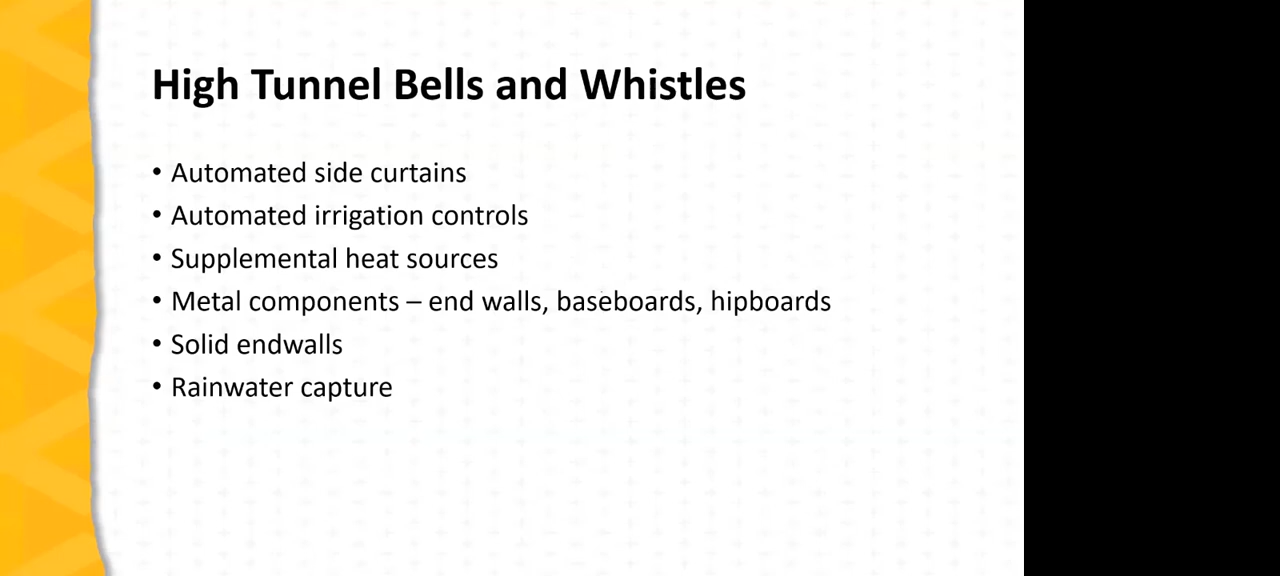 High Tunnel Bells and Whistles
• Automated side curtains
• Automated irrigation controls
• Supplemental heat sources
• Metal components – end walls, baseboards, hipboards
• Solid endwalls
• Rainwater capture